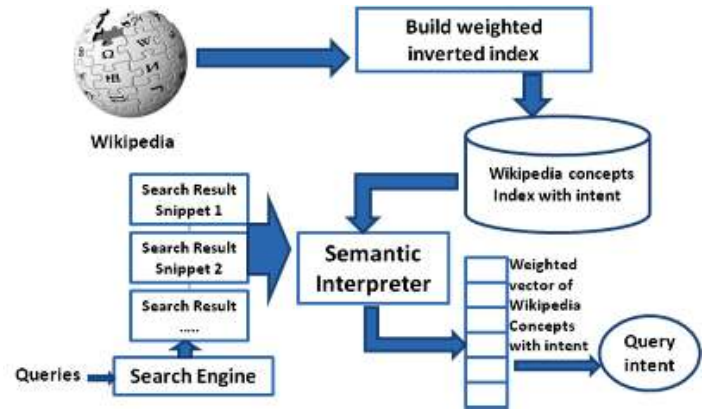 Build weighted
inverted index
Wikipedia
Wikipedia concepts
Index with intent
Search Result
Snippet 1
Search Result
Snippet 2
Search Result
.....
Semantic
Interpreter
Weighted
vector of
Wikipedia
Concepts
with intent
Query
intent
Queries
Search Engine